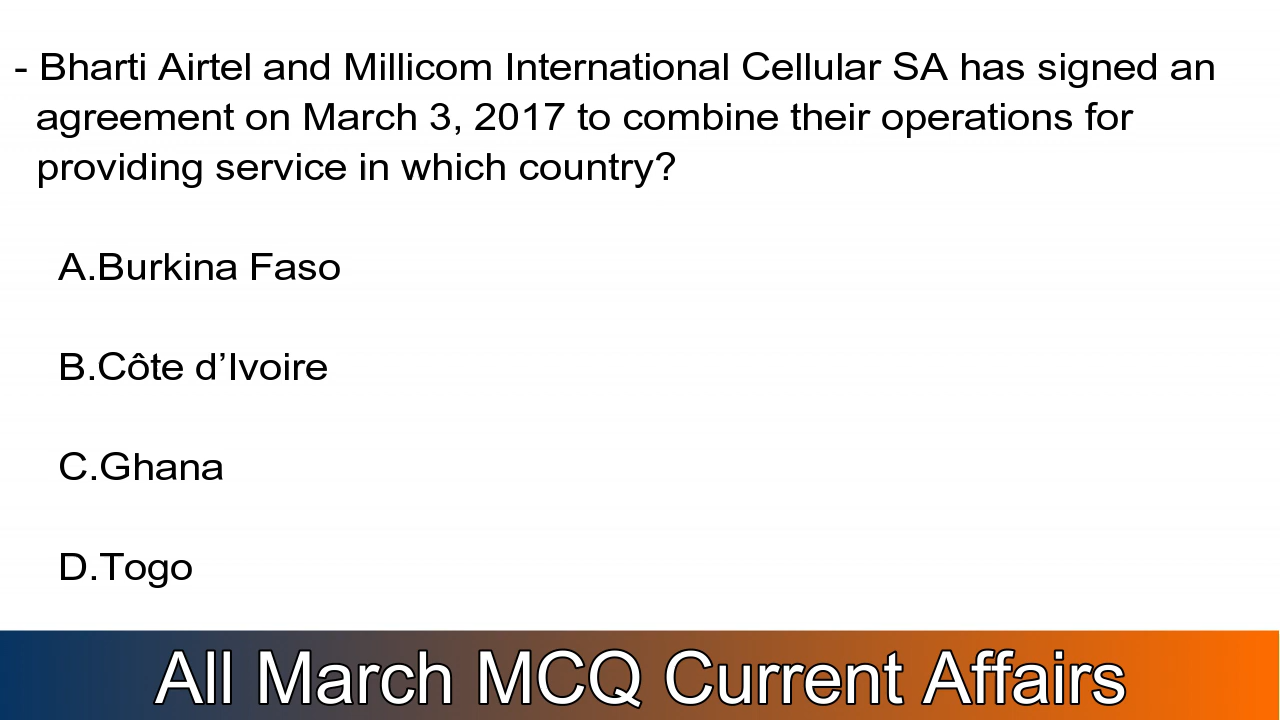 - Bharti Airtel and Millicom International Cellular SA has signed an
agreement on March 3, 2017 to combine their operations for
providing service in which country?
A.Burkina Faso
B.Côte d’Ivoire
C.Ghana
D.Togo
All March MCQ Current Affairs